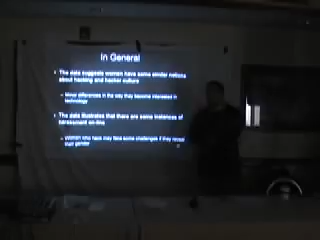 In General
• The data suggests women have some similar notions
about hacking and hacker culture
– Minor differences in the way they become interested in
technology
• The data illustrates that there are some instances of
harassment on-line
– women who hack may face some challenges if they reveal
their gender